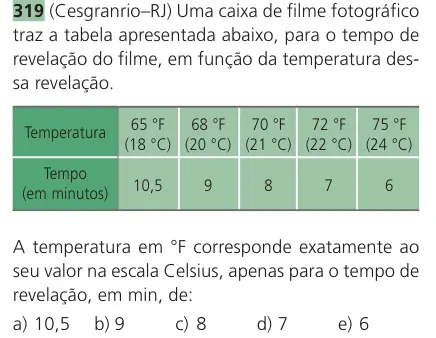 319 (Cesgranrio–RJ) Uma caixa de filme fotográfico
traz a tabela apresentada abaixo, para o tempo de
revelação do filme, em função da temperatura des-
sa revelação.
Temperatura 65 °F 68 °F 70 °F 72 °F 75 °F
(18 °C) (20 °C) (21 °C) (22 °C) (24 °C)
Tempo
(em minutos) 10,5 9 8 7 6
A temperatura em °F corresponde exatamente ao
seu valor na escala Celsius, apenas para o tempo de
revelação, em min, de:
a) 10,5 b) 9 c) 8 d) 7 e) 6